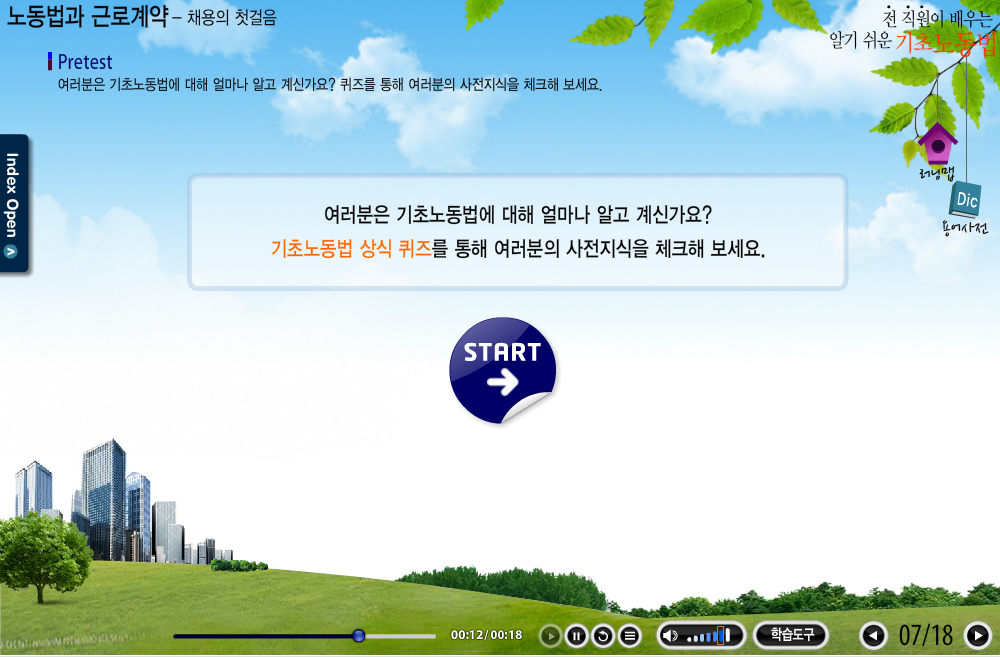 노동법과 근로계약 – 채용의 첫걸음
전 직원이 배우는
알기 쉬운 기초노동법
Pretest
여러분은 기초노동법에 대해 얼마나 알고 계신가요? 퀴즈를 통해 여러분의 사전지식을 체크해 보세요.
Index Open
러닝맵
Dic
용어사전
여러분은 기초노동법에 대해 얼마나 알고 계신가요?
기초노동법 상식 퀴즈를 통해 여러분의 사전지식을 체크해 보세요.
START
00:12/00:18
학습도구
07/18